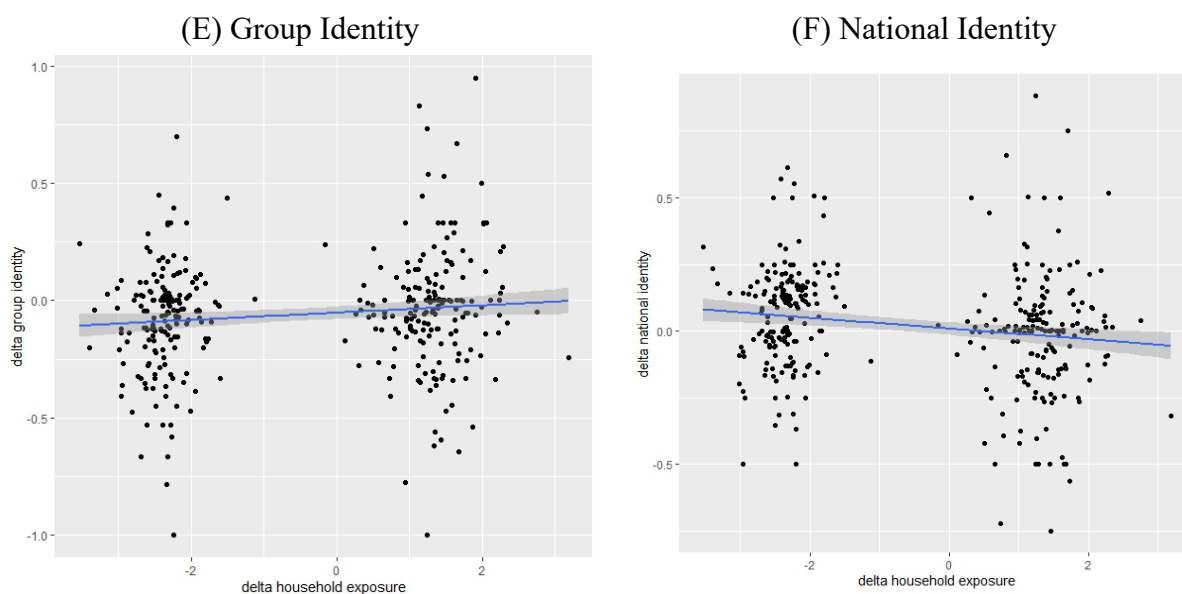 (E) Group Identity
1.0
0.5
0.0
-0.5
-1.0
delta group identity
-2
0
2
delta household exposure
(F) National Identity
0.5
0.0
-0.5
delta national identity
-2
0
2
delta household exposure